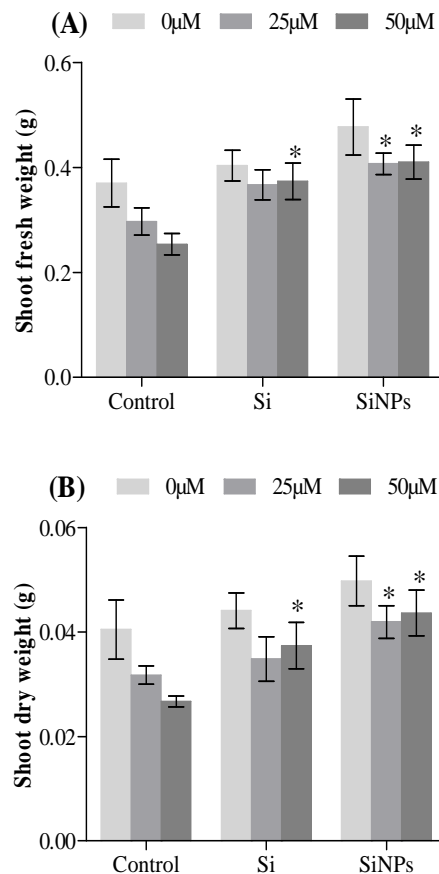 (A) 0µM 25µM 50µM
Shoot fresh weight (g)
0.6
0.4
0.2
0.0
* * *
Control Si SiNPs
(B) 0µM 25µM 50µM
Shoot dry weight (g)
0.06
0.04
0.02
0.00
* * *
Control Si SiNPs